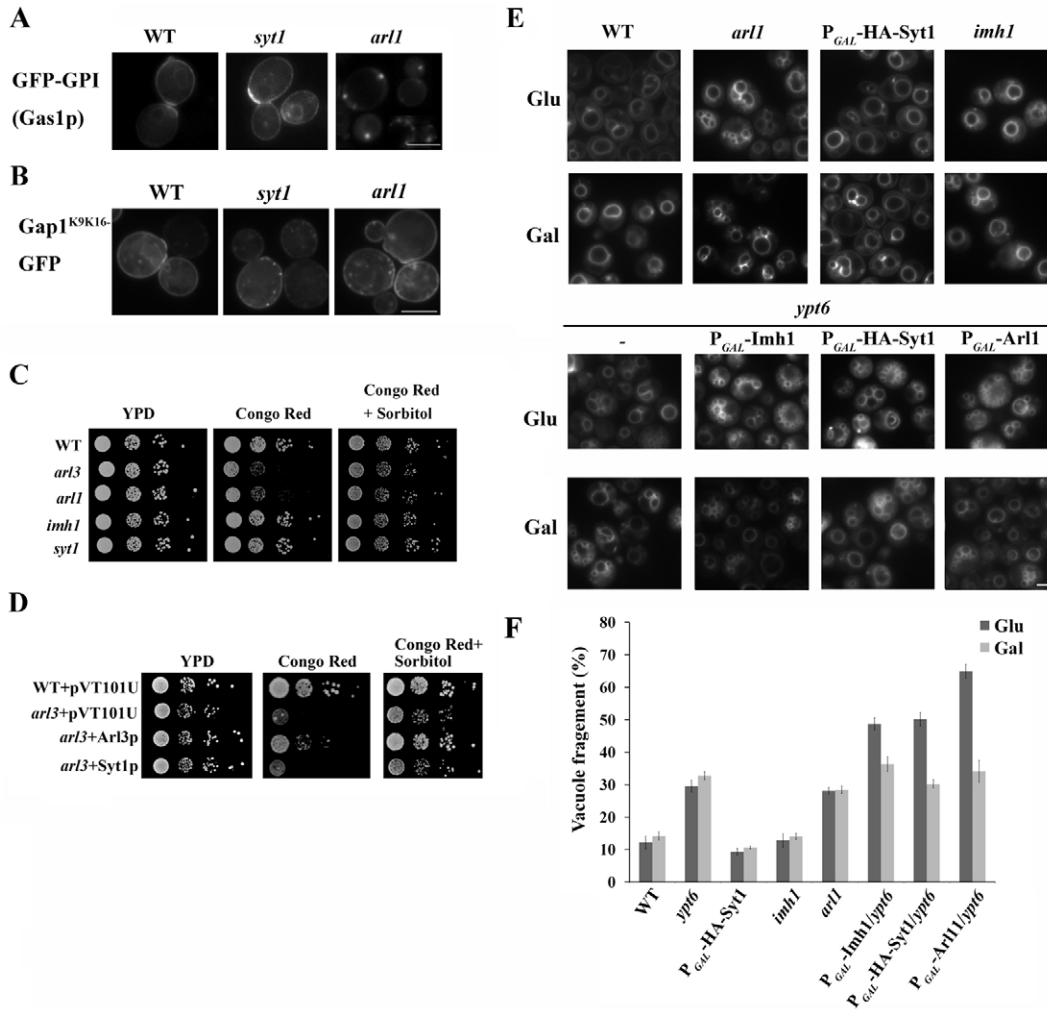 A
WT syt1 arl1
GFP-GPI
(Gas1p)
B
WT syt1 arl1
Gap1K9K16-
GFP
C
YPD Congo Red Congo Red
+ Sorbitol
WT
arl3
arl1
imh1
syt1
D
YPD Congo Red Congo Red+
Sorbitol
WT+pVT101U
arl3+pVT101U
arl3+Arl3p
arl3+Syt1p
E
WT arl1 PGAL-HA-Syt1 imh1
Glu
Gal
ypt6
- PGAL-Imh1 PGAL-HA-Syt1 PGAL-Arl1
Glu
Gal
F
Vacuole fragement (%)
80
70
60
50
40
30
20
10
0
Glu
Gal
WT
ypt6
PGAL-HA-Syt1
imh1
arl1
PGAL-Imh1/ypt6
PGAL-HA-Syt1/ypt6
PGAL-Arl11/ypt6